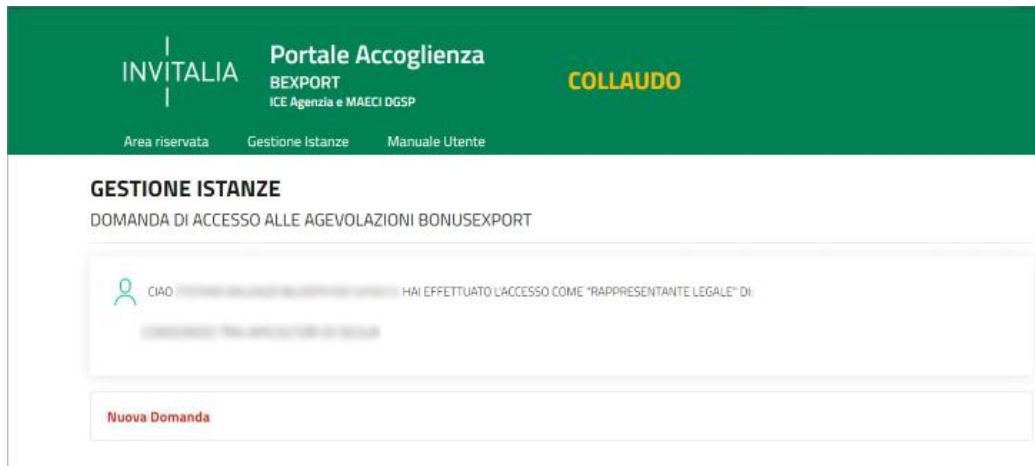 INVITALIA
Portale Accoglienza
BEXPORT
ICE Agenzia e MAECI DGSP
COLLAUDO
Area riservata Gestione Istanze Manuale Utente
GESTIONE ISTANZE
DOMANDA DI ACCESSO ALLE AGEVOLAZIONI BONUSEXPORT
CIAO HAI EFFETTUATO L'ACCESSO COME "RAPPRESENTANTE LEGALE" DI:
Nuova Domanda